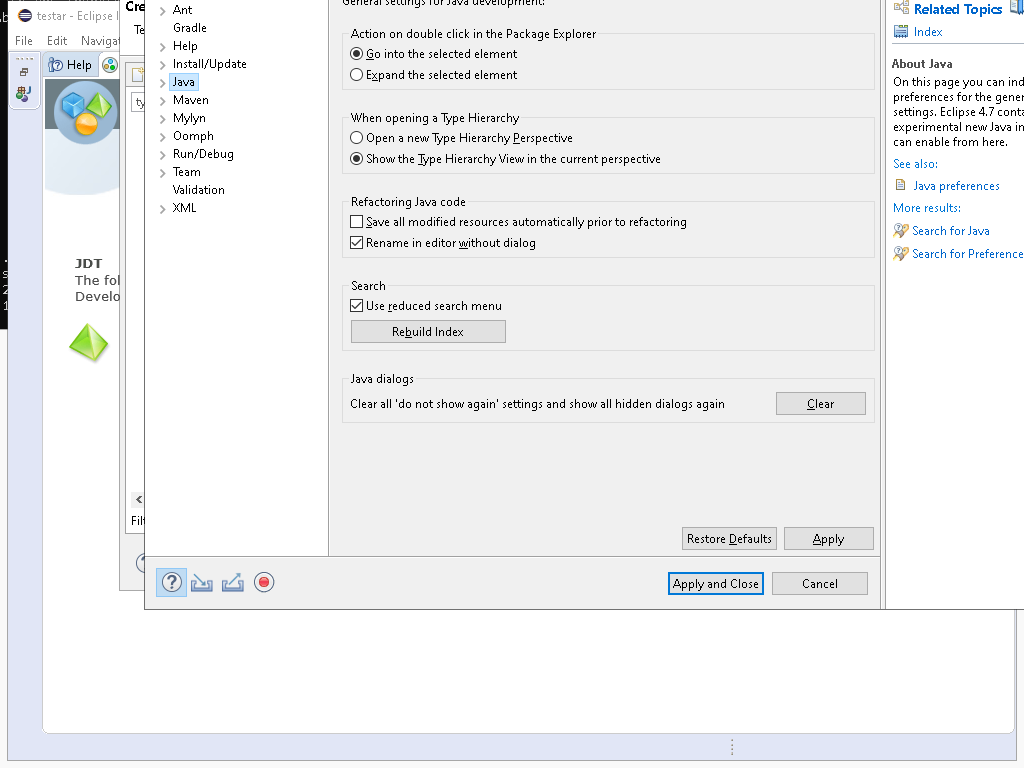 testar - Eclipse I
File Edit Navigat
Help
JDT
The fol
Develo
Cre
Te
ty
Filt
Ant
Gradle
Help
Install/Update
Java
Maven
Mylyn
Oomph
Run/Debug
Team
Validation
XML
General settings for Java development:
Action on double click in the Package Explorer
Go into the selected element
Expand the selected element
When opening a Type Hierarchy
Open a new Type Hierarchy Perspective
Show the Type Hierarchy View in the current perspective
Refactoring Java code
Save all modified resources automatically prior to refactoring
Rename in editor without dialog
Search
Use reduced search menu
Rebuild Index
Java dialogs
Clear all 'do not show again' settings and show all hidden dialogs again
Clear
Restore Defaults
Apply
Apply and Close
Cancel
Related Topics
Index
About Java
On this page you can ind
preferences for the gener
settings. Eclipse 4.7 conta
experimental new Java in
can enable from here.
See also:
Java preferences
More results:
Search for Java
Search for Preference